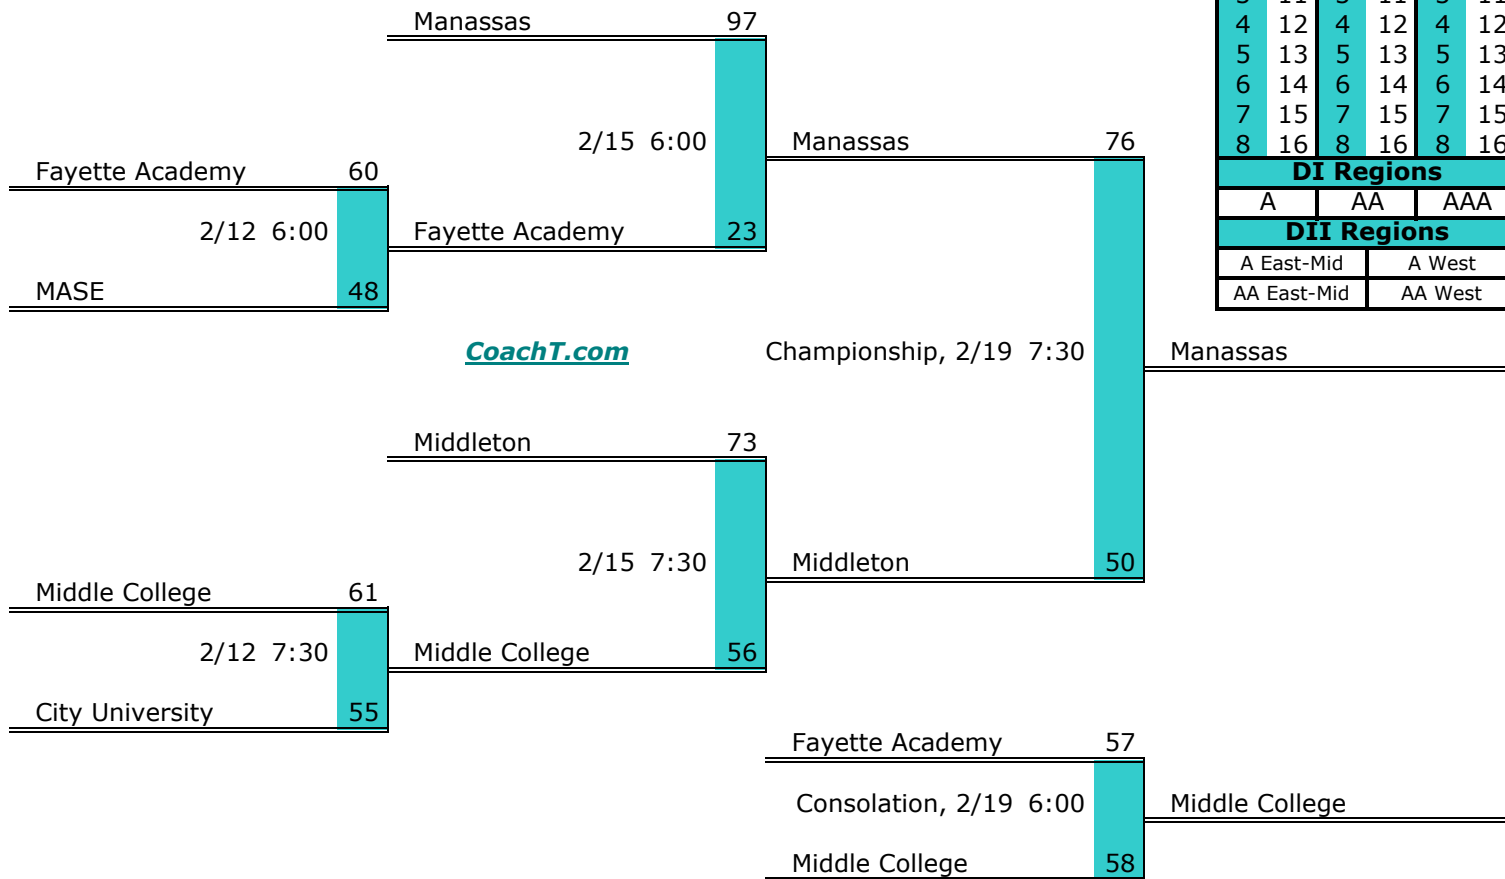 Manassas 97
4 12 4 12 4 12
5 13 5 13 5 13
6 14 6 14 6 14
7 15 7 15 7 15
2/15 6:00 Manassas 76 8 16 8 16 8 16
Fayette Academy 60 DI Regions
A AA AAA
2/12 6:00 Fayette Academy 23 DII Regions
A East-Mid A West
MASE 48 AA East-Mid AA West
CoachT.com Championship, 2/19 7:30 Manassas
Middleton 73
2/15 7:30 Middleton 50
Middle College 61
2/12 7:30 Middle College 56
City University 55
Fayette Academy 57
Consolation, 2/19 6:00 Middle College
Middle College 58